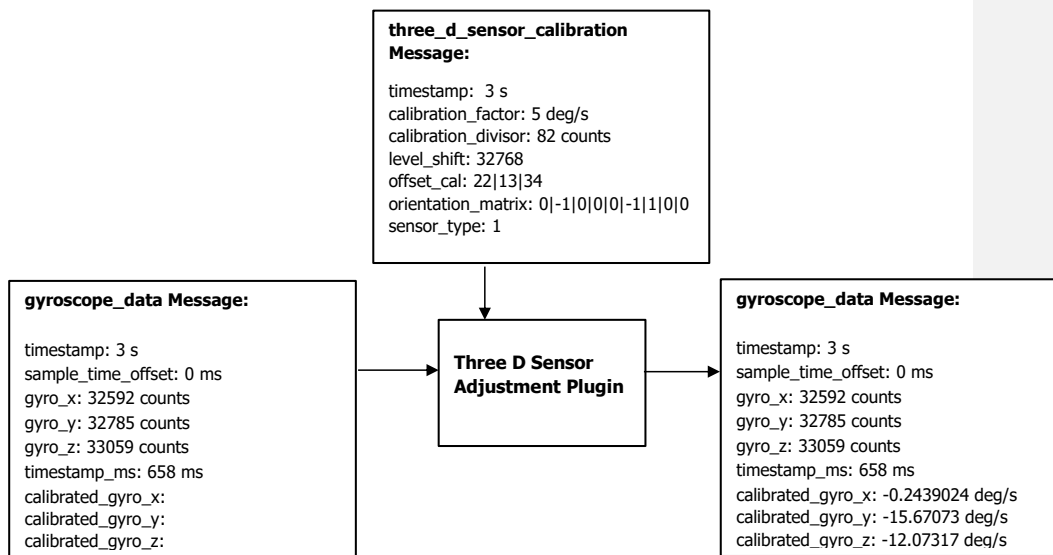 three_d_sensor_calibration
Message:
timestamp: 3 s
calibration_factor: 5 deg/s
calibration_divisor: 82 counts
level_shift: 32768
offset_cal: 22|13|34
orientation_matrix: 0|-1|0|0|0|-1|1|0|0
sensor_type: 1
gyroscope_data Message:
timestamp: 3 s
sample_time_offset: 0 ms
gyro_x: 32592 counts
gyro_y: 32785 counts
gyro_z: 33059 counts
timestamp_ms: 658 ms
calibrated_gyro_x:
calibrated_gyro_y:
calibrated_gyro_z:
Three D Sensor
Adjustment Plugin
gyroscope_data Message:
timestamp: 3 s
sample_time_offset: 0 ms
gyro_x: 32592 counts
gyro_y: 32785 counts
gyro_z: 33059 counts
timestamp_ms: 658 ms
calibrated_gyro_x: -0.2439024 deg/s
calibrated_gyro_y: -15.67073 deg/s
calibrated_gyro_z: -12.07317 deg/s